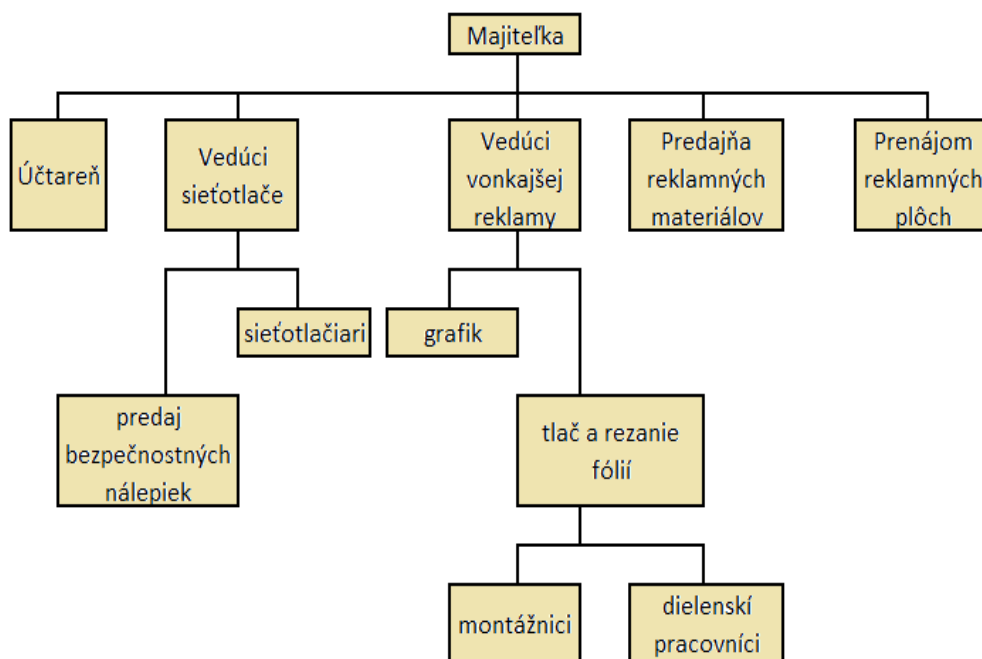 Majiteľka
Účtareň
Vedúci
sieťotlače
Vedúci
vonkajšej
reklamy
Predajňa
reklamných
materiálov
Prenájom
reklamných
plôch
sieťotlačiari
grafik
predaj
bezpečnostných
nálepiek
tlač a rezanie
fólií
montážnici
dielenskí
pracovníci